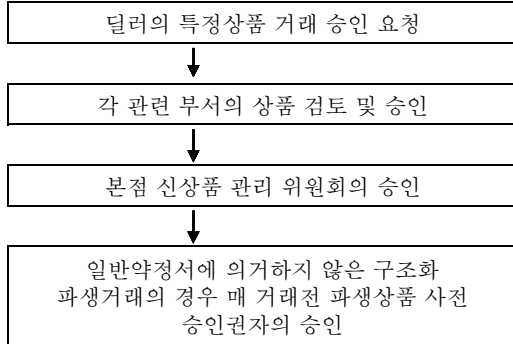 딜러의 특정상품 거래 승인 요청
각 관련 부서의 상품 검토 및 승인
본점 신상품 관리 위원회의 승인
일반약정서에 의거하지 않은 구조화
파생거래의 경우 매 거래전 파생상품 사전
승인권자의 승인